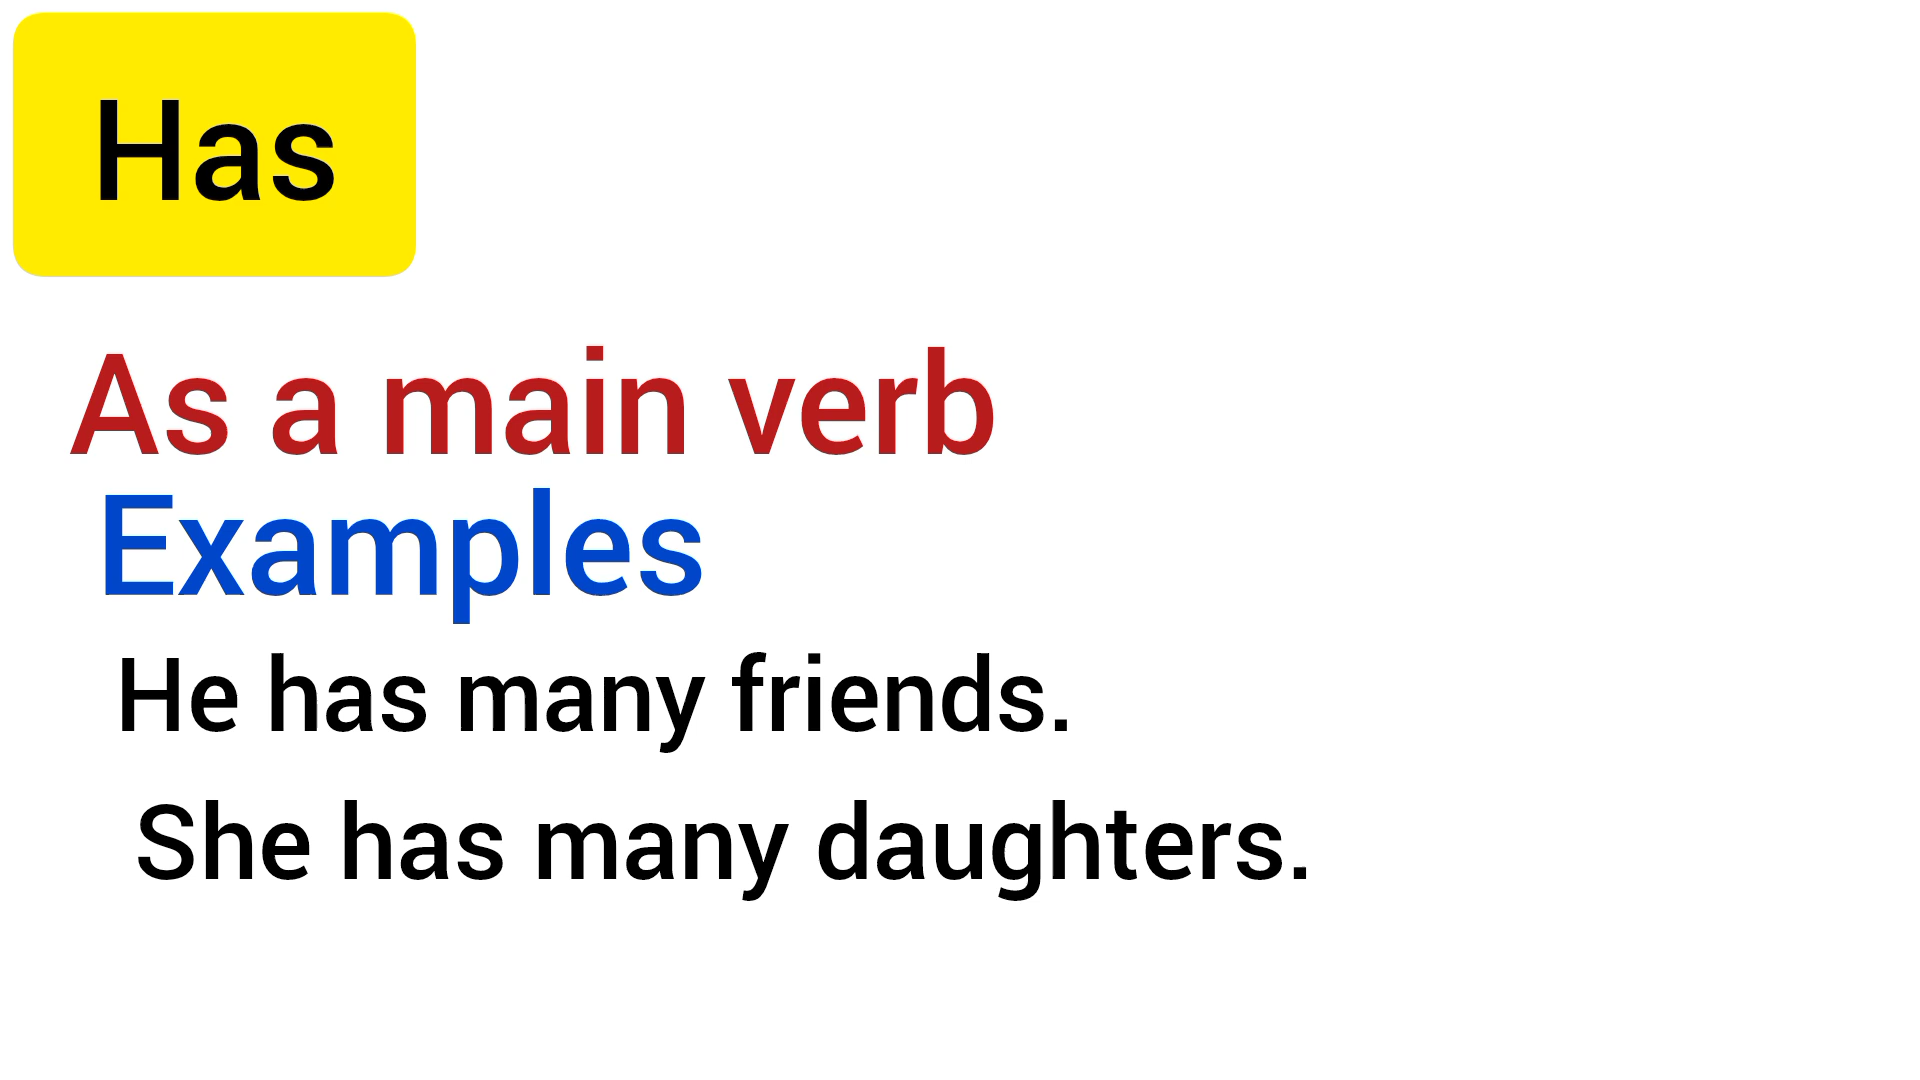 Has
As a main verb
Examples
He has many friends.
She has many daughters.